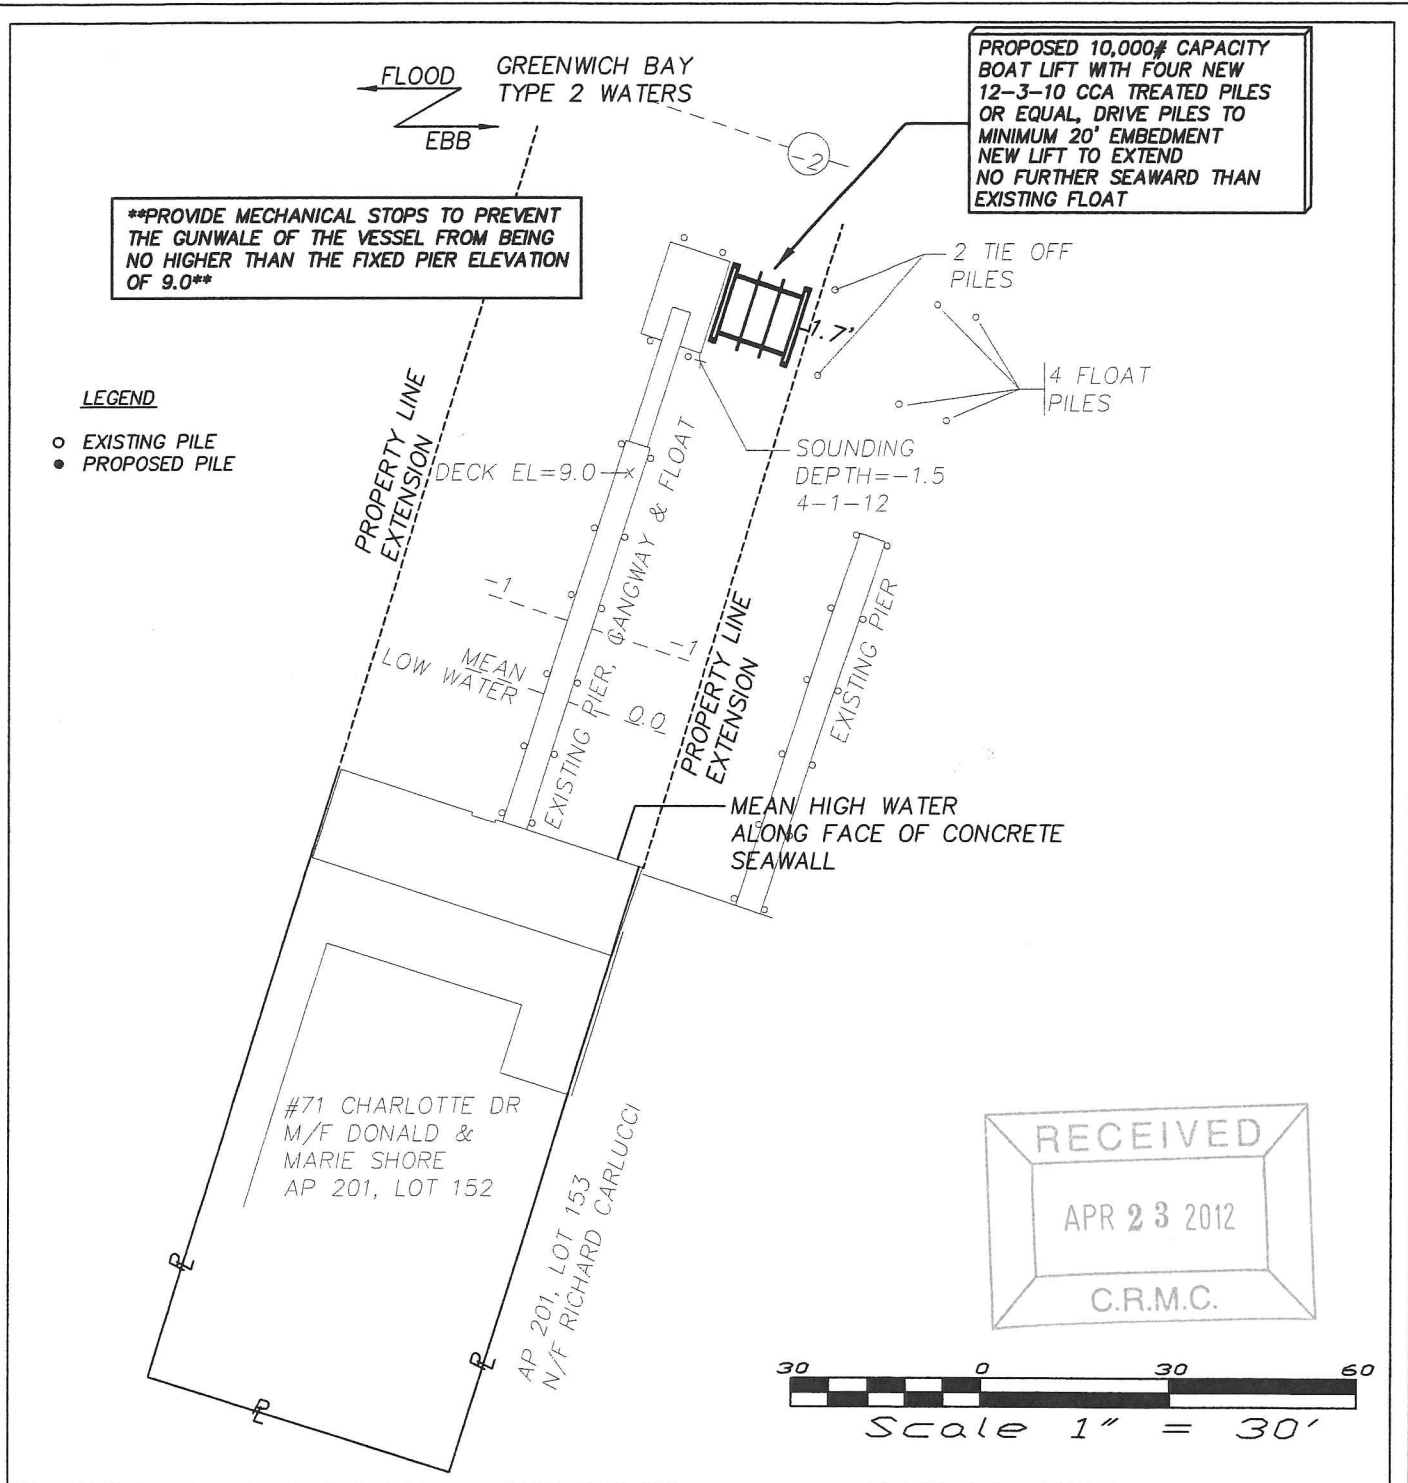 FLOOD
EBB
GREENWICH BAY
TYPE 2 WATERS
-2
PROPOSED 10,000# CAPACITY
BOAT LIFT WITH FOUR NEW
12-3-10 CCA TREATED PILES
OR EQUAL, DRIVE PILES TO
MINIMUM 20' EMBEDMENT
NEW LIFT TO EXTEND
NO FURTHER SEAWARD THAN
EXISTING FLOAT
**PROVIDE MECHANICAL STOPS TO PREVENT
THE GUNWALE OF THE VESSEL FROM BEING
NO HIGHER THAN THE FIXED PIER ELEVATION
OF 9.0**
2 TIE OFF
PILES
1.7'
4 FLOAT
PILES
LEGEND
EXISTING PILE
PROPOSED PILE
PROPERTY LINE
EXTENSION
DECK EL=9.0
x
SOUNDING
DEPTH=-1.5
4-1-12
EXISTING PIER, GANGWAY & FLOAT
-1
-1
MEAN
LOW WATER
0.0
PROPERTY LINE
EXTENSION
EXISTING PIER
MEAN HIGH WATER
ALONG FACE OF CONCRETE
SEAWALL
#71 CHARLOTTE DR
M/F DONALD &
MARIE SHORE
AP 201, LOT 152
AP 201, LOT 153
N/F RICHARD CARLUCCI
PL
PL
PL
RECEIVED
APR 23 2012
C.R.M.C.
30 0 30 60
Scale 1" = 30'